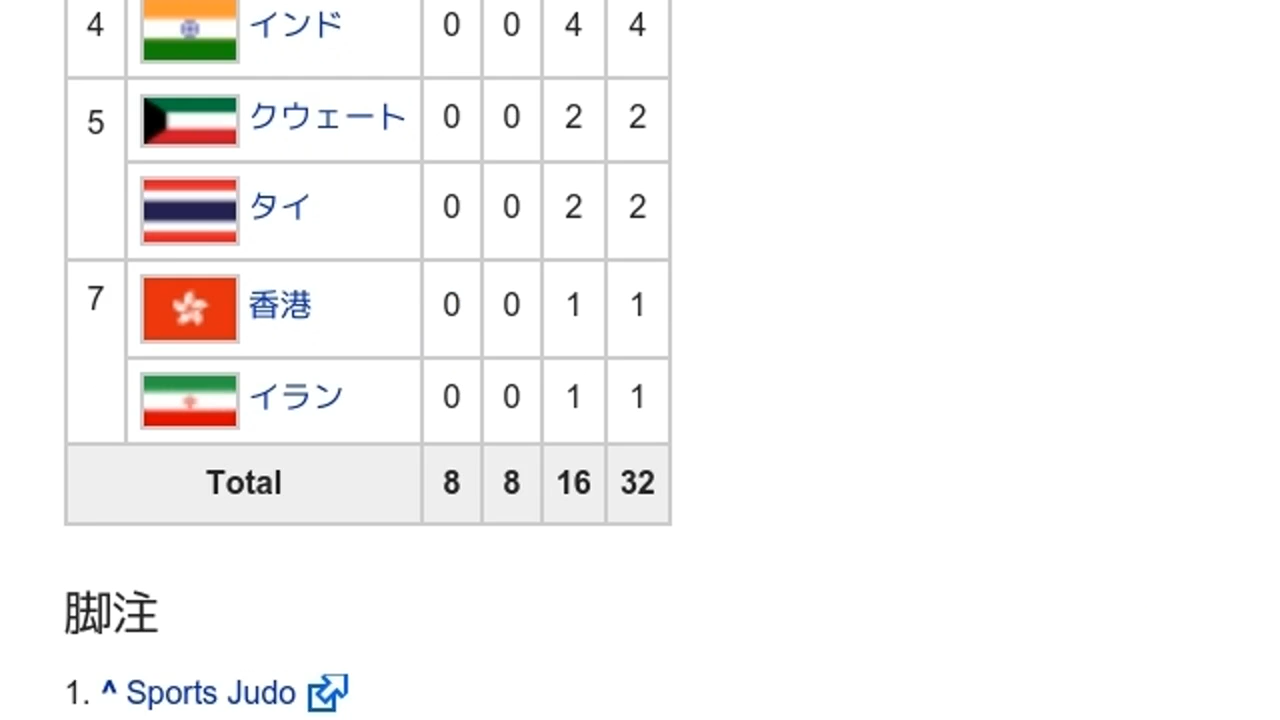 4 インド 0 0 4 4
5 クウェート 0 0 2 2
タイ 0 0 2 2
7 香港 0 0 1 1
イラン 0 0 1 1
Total 8 8 16 32
脚注
1. ^ Sports Judo